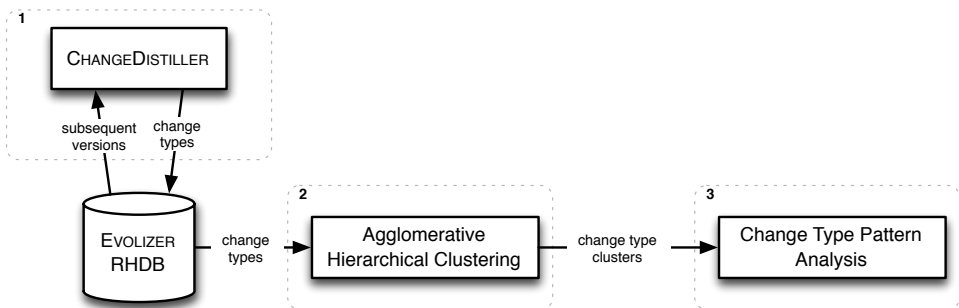 1
CHANGEDISTILLER
subsequent
versions
change
types
EVOLIZER
RHDB
change
types
2
Agglomerative
Hierarchical Clustering
change type
clusters
3
Change Type Pattern
Analysis